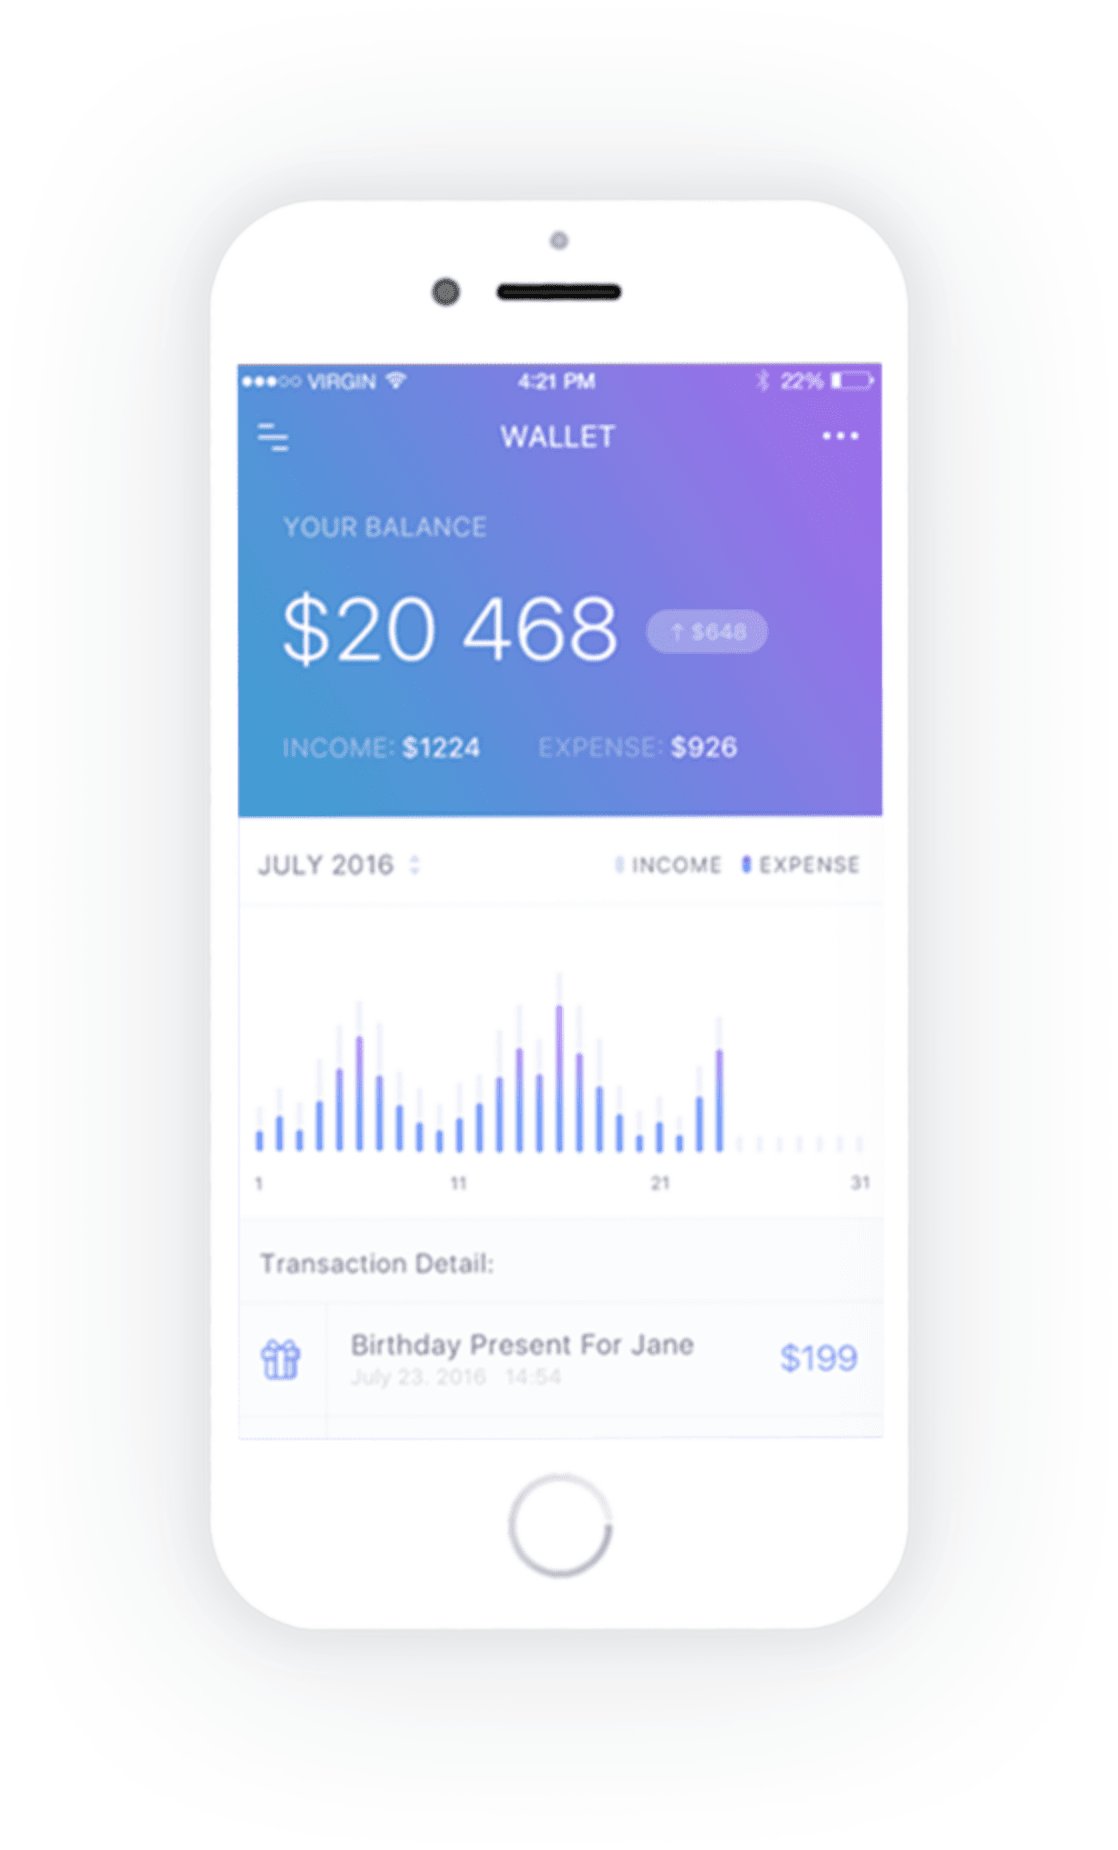 VIRGIN 4:21 PM 22%
WALLET
YOUR BALANCE
$20 468 ↑ $648
INCOME: $1224 EXPENSE: $926
JULY 2016 INCOME EXPENSE
1 11 21 31
Transaction Detail:
Birthday Present For Jane $199
July 23. 2016 14:54